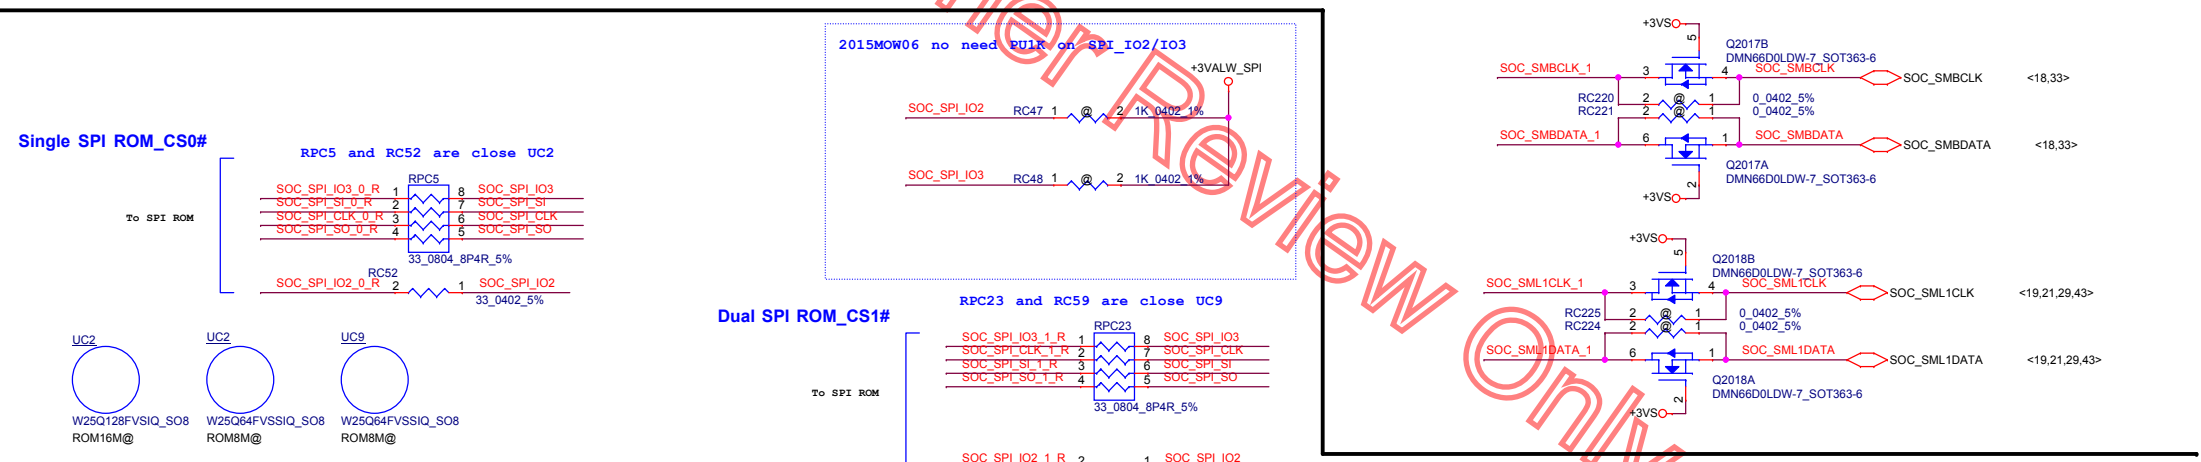 2015MOW06 no need PU1K on SPI_IO2/IO3
+3VALW_SPI
SOC_SPI_IO2 RC47 1 @ 2 1K_0402_1%
SOC_SPI_IO3 RC48 1 @ 2 1K_0402_1%
Single SPI ROM_CS0#
RPC5 and RC52 are close UC2
RPC5
To SPI ROM
SOC_SPI_IO3_0_R 1 8 SOC_SPI_IO3
SOC_SPI_SI_0_R 2 7 SOC_SPI_SI
SOC_SPI_CLK_0_R 3 6 SOC_SPI_CLK
SOC_SPI_SO_0_R 4 5 SOC_SPI_SO
33_0804_8P4R_5%
RC52
SOC_SPI_IO2_0_R 2 1 SOC_SPI_IO2
33_0402_5%
UC2 UC2 UC9
W25Q128FVSIQ_SO8 W25Q64FVSSIQ_SO8 W25Q64FVSSIQ_SO8
ROM16M@ ROM8M@ ROM8M@
Dual SPI ROM_CS1#
RPC23 and RC59 are close UC9
RPC23
To SPI ROM
SOC_SPI_IO3_1_R 1 8 SOC_SPI_IO3
SOC_SPI_CLK_1_R 2 7 SOC_SPI_CLK
SOC_SPI_SI_1_R 3 6 SOC_SPI_SI
SOC_SPI_SO_1_R 4 5 SOC_SPI_SO
33_0804_8P4R_5%
SOC_SPI_IO2_1_R 2 1 SOC_SPI_IO2
+3VS
5
Q2017B
DMN66D0LDW-7_SOT363-6
SOC_SMBCLK_1 3 4 SOC_SMBCLK SOC_SMBCLK <18,33>
RC220 2 @ 1 0_0402_5%
RC221 2 @ 1 0_0402_5%
SOC_SMBDATA_1 6 1 SOC_SMBDATA SOC_SMBDATA <18,33>
Q2017A
DMN66D0LDW-7_SOT363-6
2
+3VS
+3VS
5
Q2018B
DMN66D0LDW-7_SOT363-6
SOC_SML1CLK_1 3 4 SOC_SML1CLK SOC_SML1CLK <19,21,29,43>
RC225 2 @ 1 0_0402_5%
RC224 2 @ 1 0_0402_5%
SOC_SML1DATA_1 6 1 SOC_SML1DATA SOC_SML1DATA <19,21,29,43>
Q2018A
DMN66D0LDW-7_SOT363-6
2
+3VS
Review Only